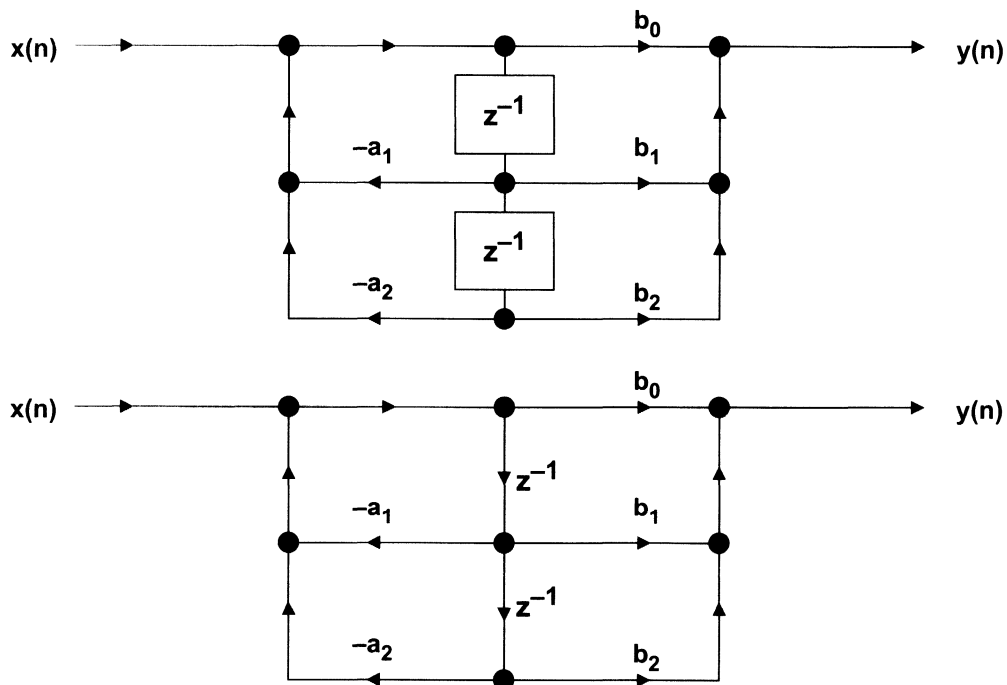 x(n) b₀ y(n)
z⁻¹
–a₁ b₁
z⁻¹
–a₂ b₂
x(n) b₀ y(n)
z⁻¹
–a₁ b₁
z⁻¹
–a₂ b₂